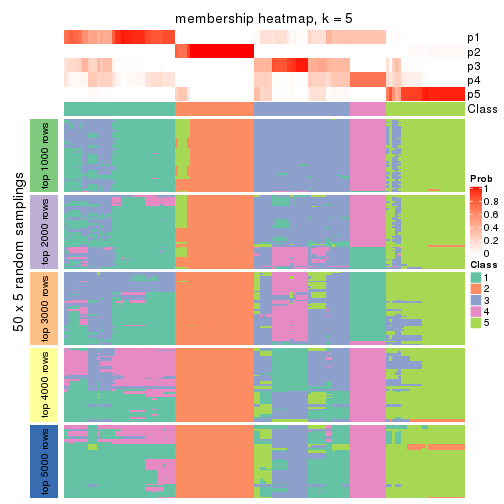 membership heatmap, k = 5
p1
p2
p3
p4
p5
Class
50 x 5 random samplings
top 1000 rows
top 2000 rows
top 3000 rows
top 4000 rows
top 5000 rows
Prob
1
0.8
0.6
0.4
0.2
0
Class
1
2
3
4
5